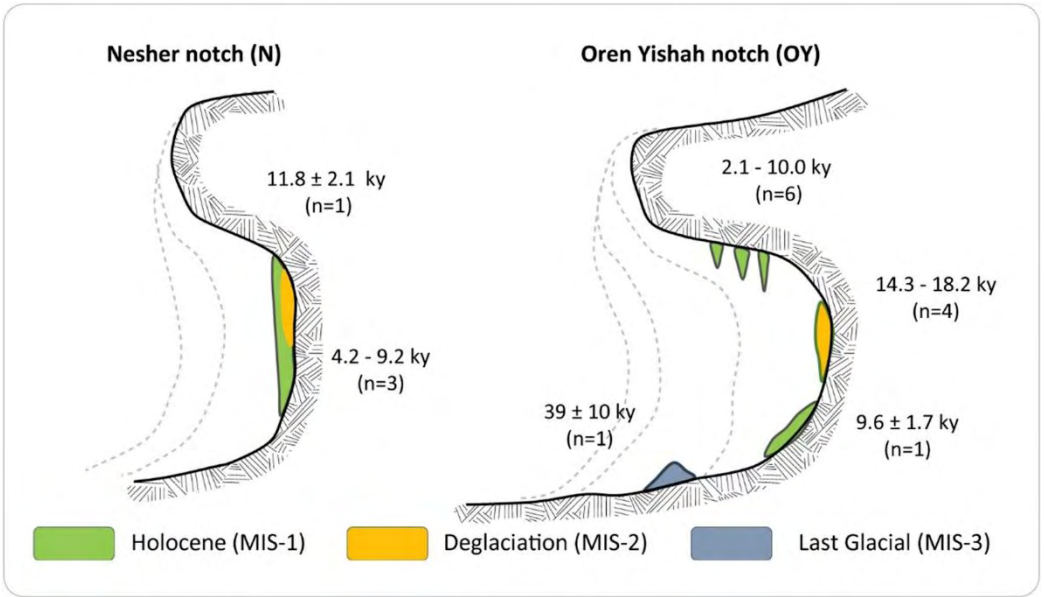 Nesher notch (N)
11.8 ± 2.1 ky
(n=1)
4.2 - 9.2 ky
(n=3)
Oren Yishah notch (OY)
2.1 - 10.0 ky
(n=6)
14.3 - 18.2 ky
(n=4)
39 ± 10 ky
(n=1)
9.6 ± 1.7 ky
(n=1)
Holocene (MIS-1)
Deglaciation (MIS-2)
Last Glacial (MIS-3)